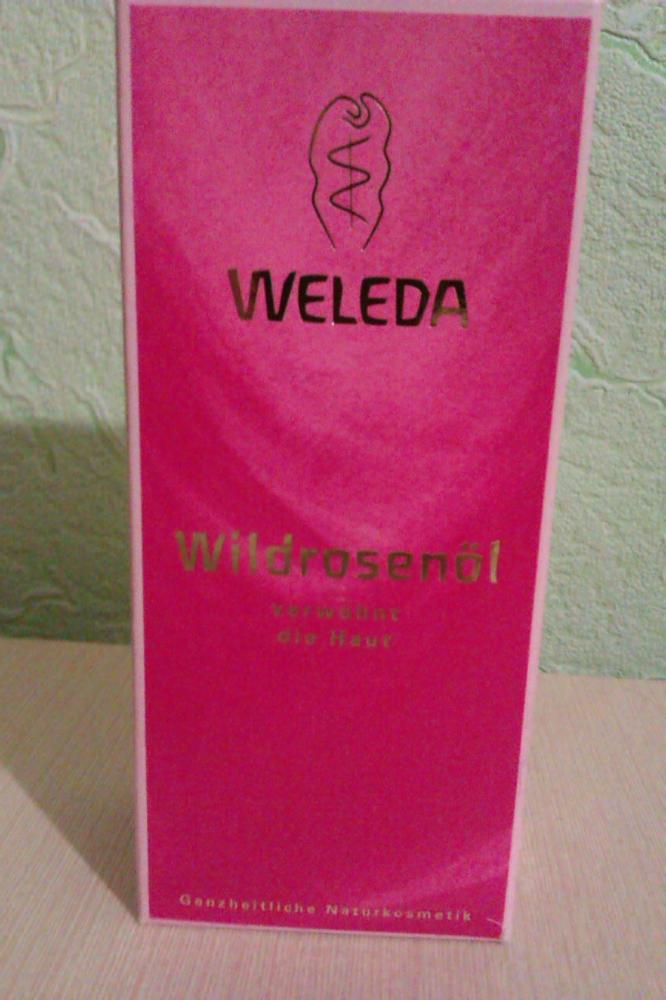 WELEDA
Wildrosenöl
verwöhnt
die Haut
Ganzheitliche Naturkosmetik